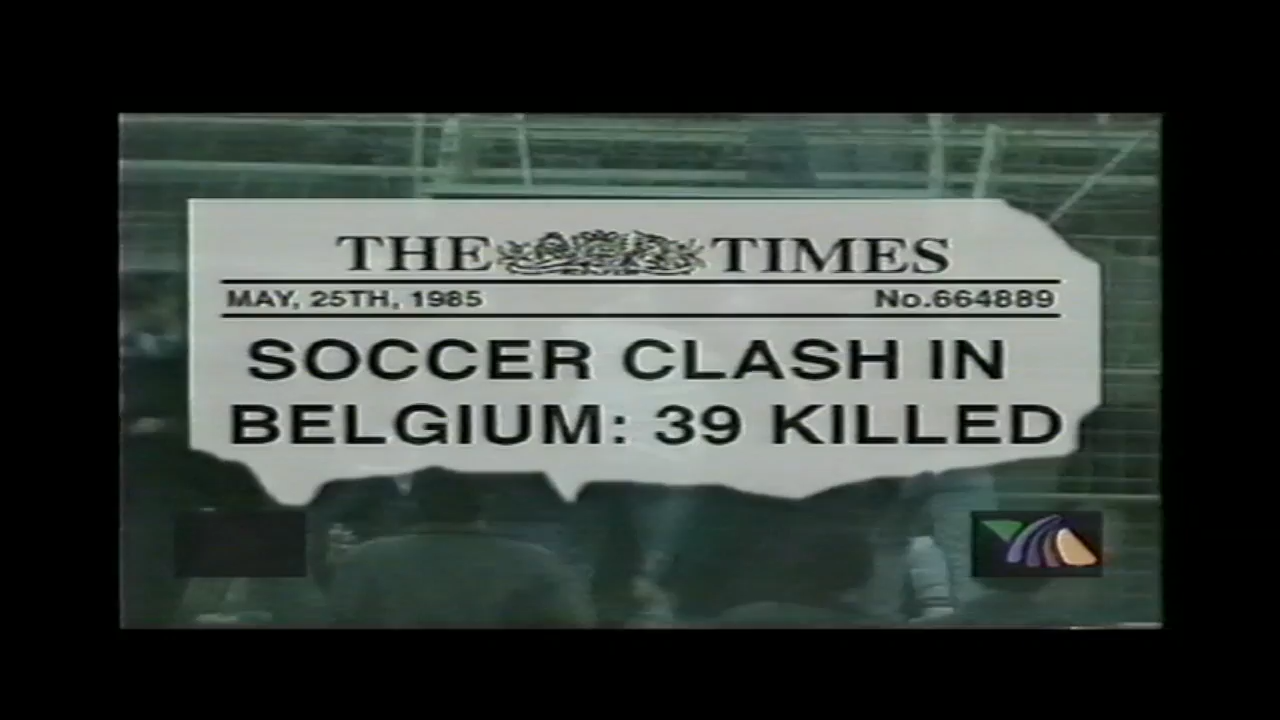 THE TIMES
MAY, 25TH, 1985 No.664889
SOCCER CLASH IN
BELGIUM: 39 KILLED